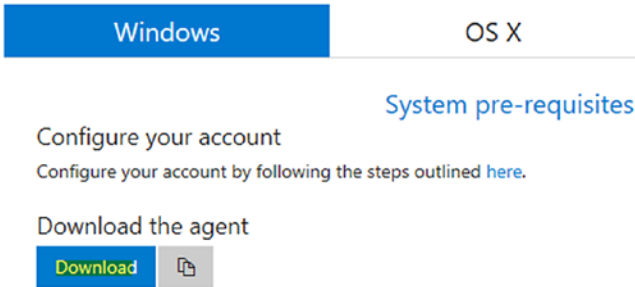 Windows OS X
System pre-requisites
Configure your account
Configure your account by following the steps outlined here.
Download the agent
Download